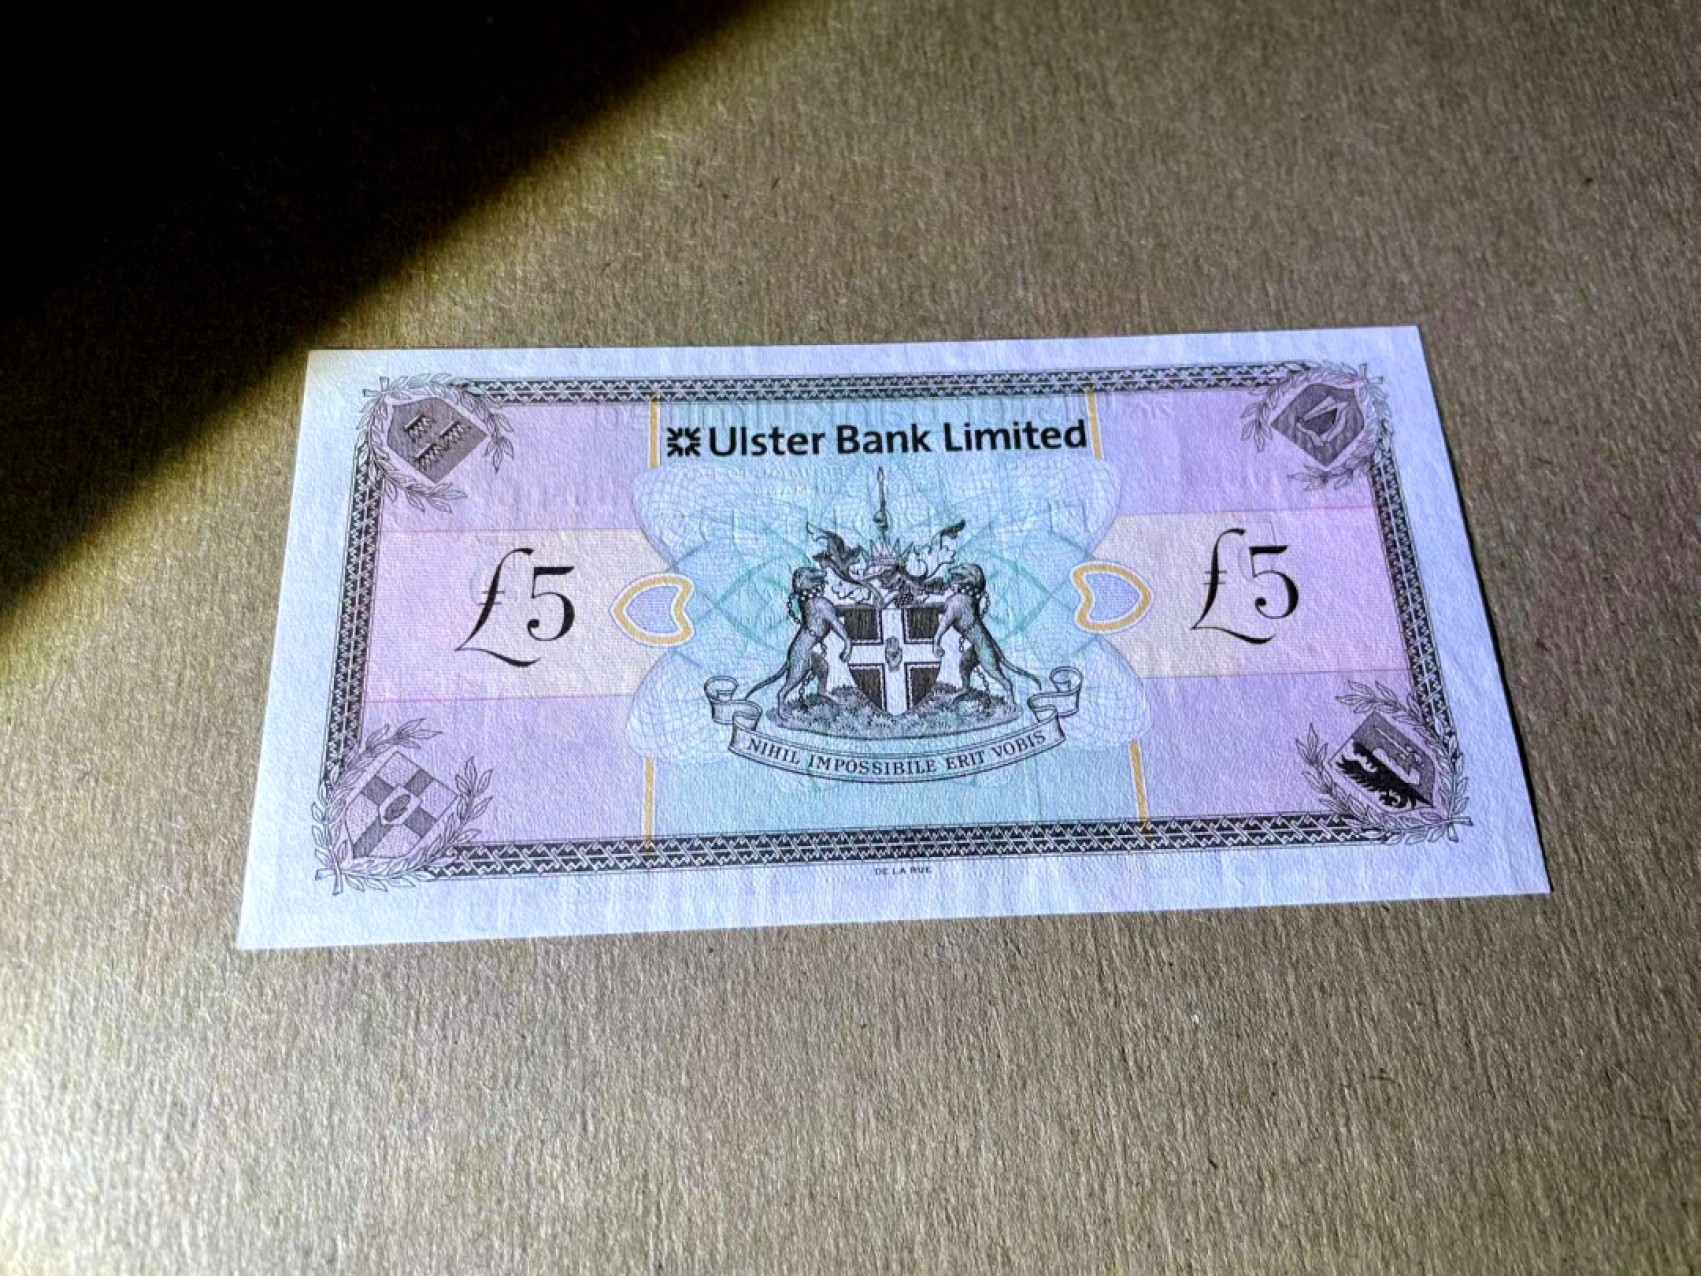 Ulster Bank Limited
£5 £5
NIHIL IMPOSSIBILE ERIT VOBIS
DE LA RUE